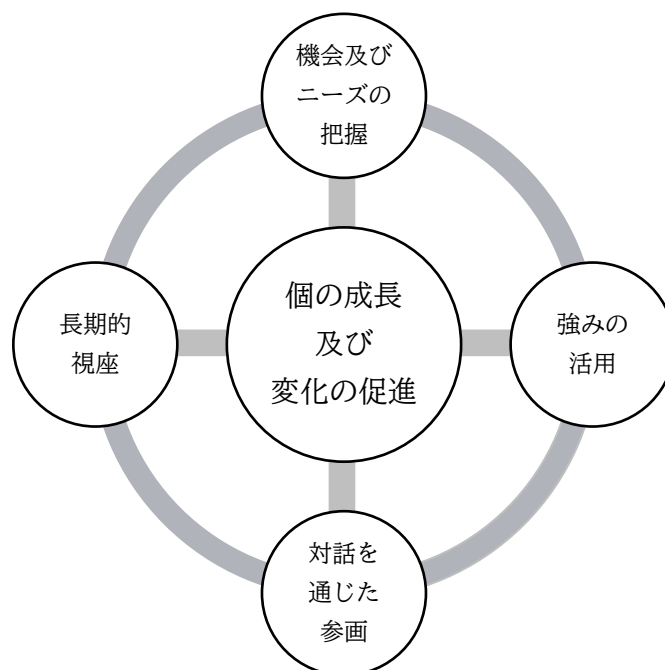 機会及び
ニーズの
把握
長期的
視座
個の成長
及び
変化の促進
強みの
活用
対話を
通じた
参画